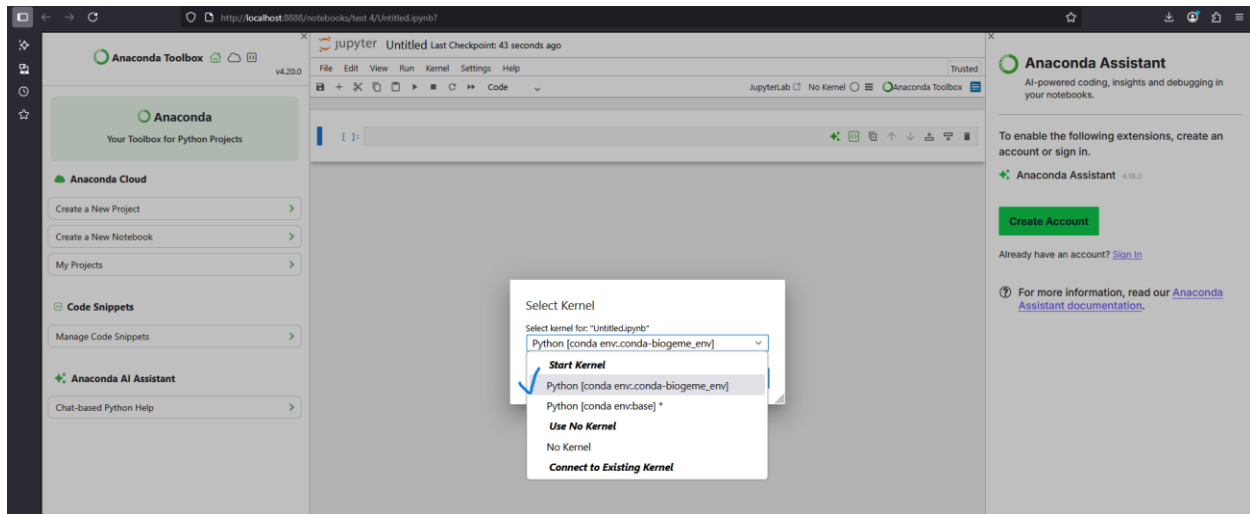 http://localhost:8888/notebooks/test 4/Untitled.ipynb?
Anaconda Toolbox
v4.20.0
Anaconda
Your Toolbox for Python Projects
Anaconda Cloud
Create a New Project
Create a New Notebook
My Projects
Code Snippets
Manage Code Snippets
Anaconda AI Assistant
Chat-based Python Help
Jupyter Untitled Last Checkpoint: 43 seconds ago
File Edit View Run Kernel Settings Help Trusted
Code JupyterLab No Kernel Anaconda Toolbox
[ ]:
Select Kernel
Select kernel for: "Untitled.ipynb"
Python [conda env:.conda-biogeme_env]
Start Kernel
Python [conda env:.conda-biogeme_env]
Python [conda env:base] *
Use No Kernel
No Kernel
Connect to Existing Kernel
Anaconda Assistant
AI-powered coding, insights and debugging in
your notebooks.
To enable the following extensions, create an
account or sign in.
Anaconda Assistant 4.18.0
Create Account
Already have an account? Sign In
For more information, read our Anaconda
Assistant documentation.